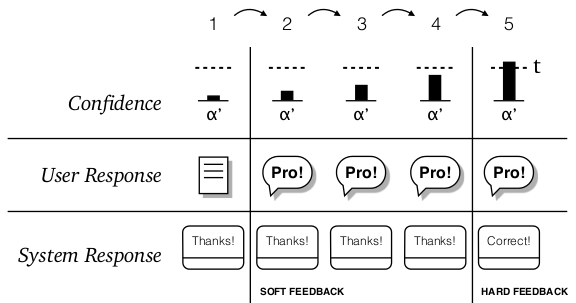 1 2 3 4 5
t
Confidence α' α' α' α' α'
User Response Pro! Pro! Pro! Pro!
System Response Thanks! Thanks! Thanks! Thanks! Correct!
SOFT FEEDBACK HARD FEEDBACK